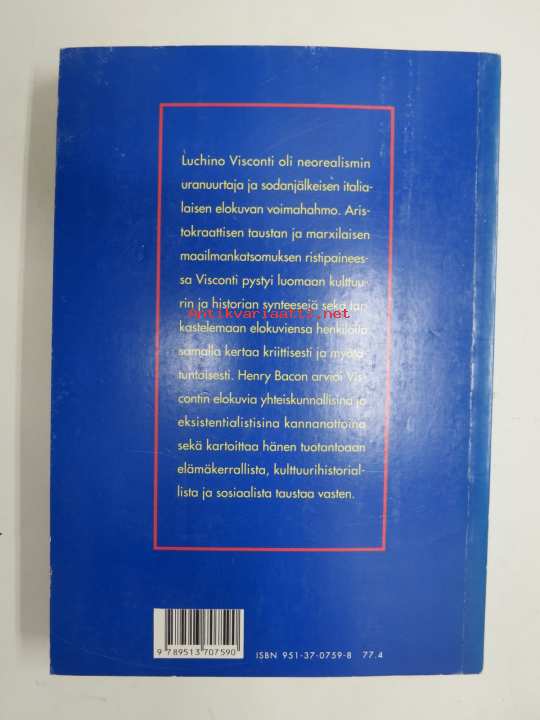 Luchino Visconti oli neorealismin
uranuurtaja ja sodanjälkeisen italia-
laisen elokuvan voimahahmo. Aris-
tokraattisen taustan ja marxilaisen
maailmankatsomuksen ristipainees-
sa Visconti pystyi luomaan kulttuu-
rin ja historian synteesejä sekä tar-
antikvariaatti.net
kastelemaan elokuviensa henkilöitä
samalla kertaa kriittisesti ja myötä-
tuntoisesti. Henry Bacon arvioi Vis-
contin elokuvia yhteiskunnallisina ja
eksistentialistisina kannanottoina
sekä kartoittaa hänen tuotantoaan
elämäkerrallista, kulttuurihistorial-
lista ja sosiaalista taustaa vasten.
9 789513 707590
ISBN 951-37-0759-8 77.4